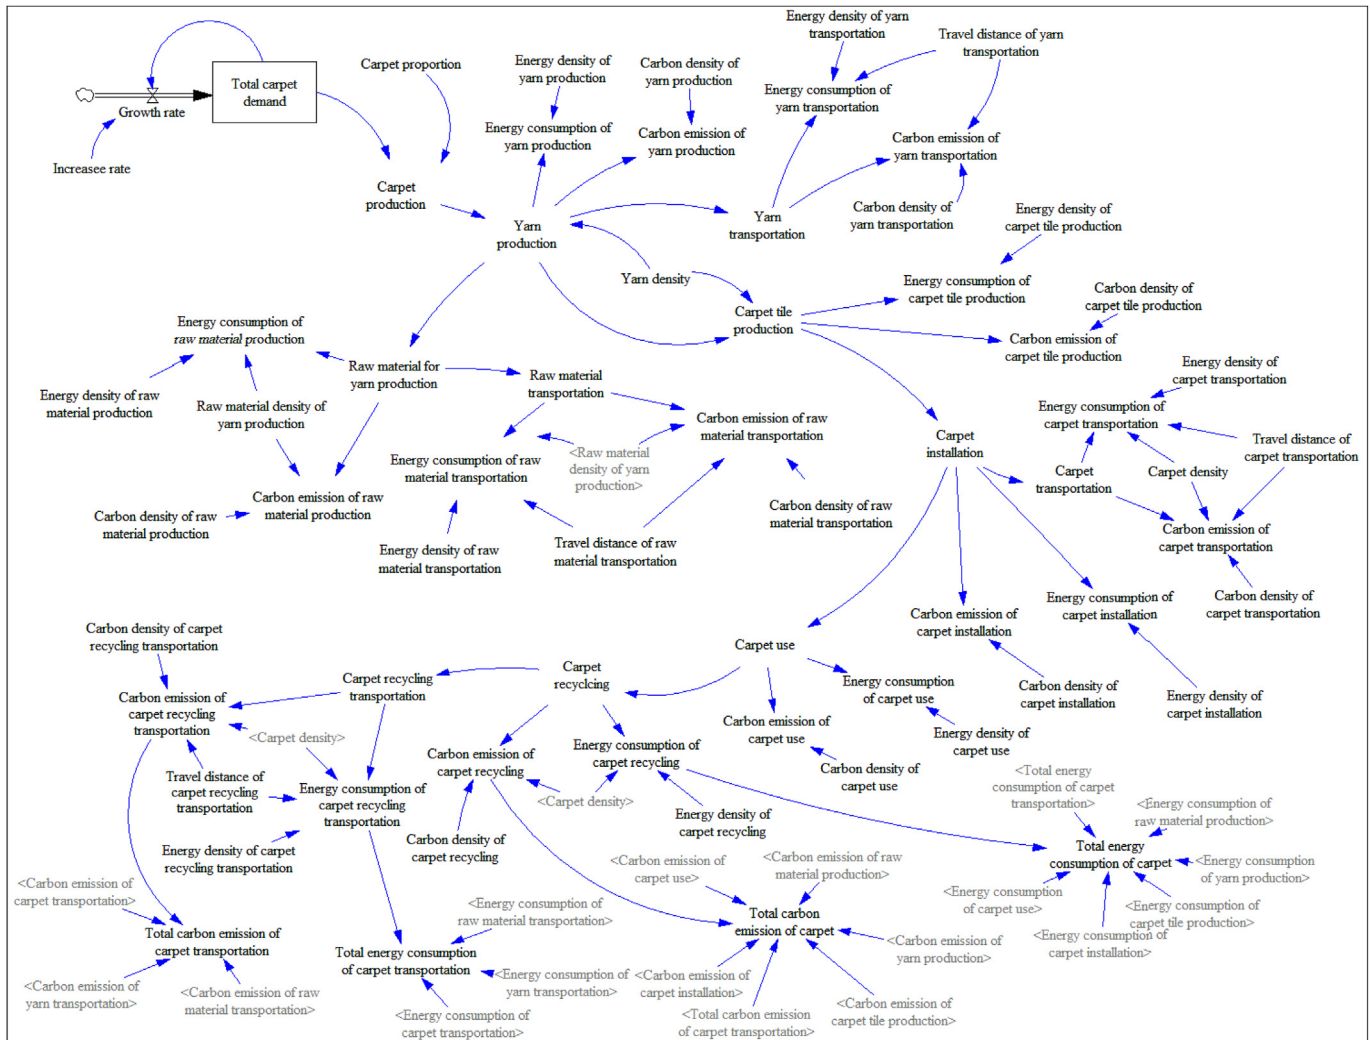 Energy density of yarn
transportation
Travel distance of yarn
transportation
Carpet proportion
Energy density of
yarn production
Carbon density of
yarn production
Total carpet
demand
Growth rate
Energy consumption of
yarn transportation
Energy consumption of
yarn production
Carbon emission of
yarn production
Carbon emission of
yarn transportation
Increasee rate
Carpet
production
Yarn
production
Yarn
transportation
Carbon density of
yarn transportation
Energy density of
carpet tile production
Yarn density
Energy consumption of
carpet tile production
Carbon density of
carpet tile production
Carpet tile
production
Carbon emission of
carpet tile production
Energy consumption of
raw material production
Raw material for
yarn production
Raw material
transportation
Energy density of
carpet transportation
Energy density of raw
material production
Raw material density of
yarn production
Carbon emission of raw
material transportation
Energy consumption of
carpet transportation
Carpet
installation
Travel distance of
carpet transportation
<Raw material
density of yarn
production>
Energy consumption of raw
material transportation
Carpet
transportation
Carpet density
Carbon emission of raw
material production
Carbon density of raw
material production
Carbon density of raw
material transportation
Carbon emission of
carpet transportation
Energy density of raw
material transportation
Travel distance of raw
material transportation
Carbon density of
carpet transportation
Energy consumption of
carpet installation
Carbon emission of
carpet installation
Carbon density of carpet
recycling transportation
Carpet use
Carpet recycling
transportation
Carpet
recyclcing
Energy consumption
of carpet use
Carbon density of
carpet installation
Energy density of
carpet installation
Carbon emission of
carpet recycling
transportation
Carbon emission of
carpet use
Energy density of
carpet use
<Carpet density>
Carbon emission of
carpet recycling
Energy consumption of
carpet recycling
Carbon density of
carpet use
Travel distance of
carpet recycling
transportation
Energy consumption of
carpet recycling
transportation
<Carpet density>
<Total energy
consumption of carpet
transportation>
<Energy consumption of
raw material production>
Energy density of
carpet recycling
Carbon density of
carpet recycling
Energy density of carpet
recycling transportation
Total energy
consumption of carpet
<Energy consumption
of yarn production>
<Carbon emission of
carpet transportation>
<Carbon emission of
carpet use>
<Carbon emission of raw
material production>
<Energy consumption
of carpet use>
<Energy consumption of
carpet tile production>
<Energy consumption of
raw material transportation>
Total carbon
emission of carpet
<Energy consumption of
carpet installation>
Total carbon emission of
carpet transportation
Total energy consumption
of carpet transportation
<Carbon emission of
yarn production>
<Carbon emission of
yarn transportation>
<Carbon emission of raw
material transportation>
<Energy consumption of
yarn transportation>
<Carbon emission of
carpet installation>
<Energy consumption of
carpet transportation>
<Total carbon emission
of carpet transportation>
<Carbon emission of
carpet tile production>